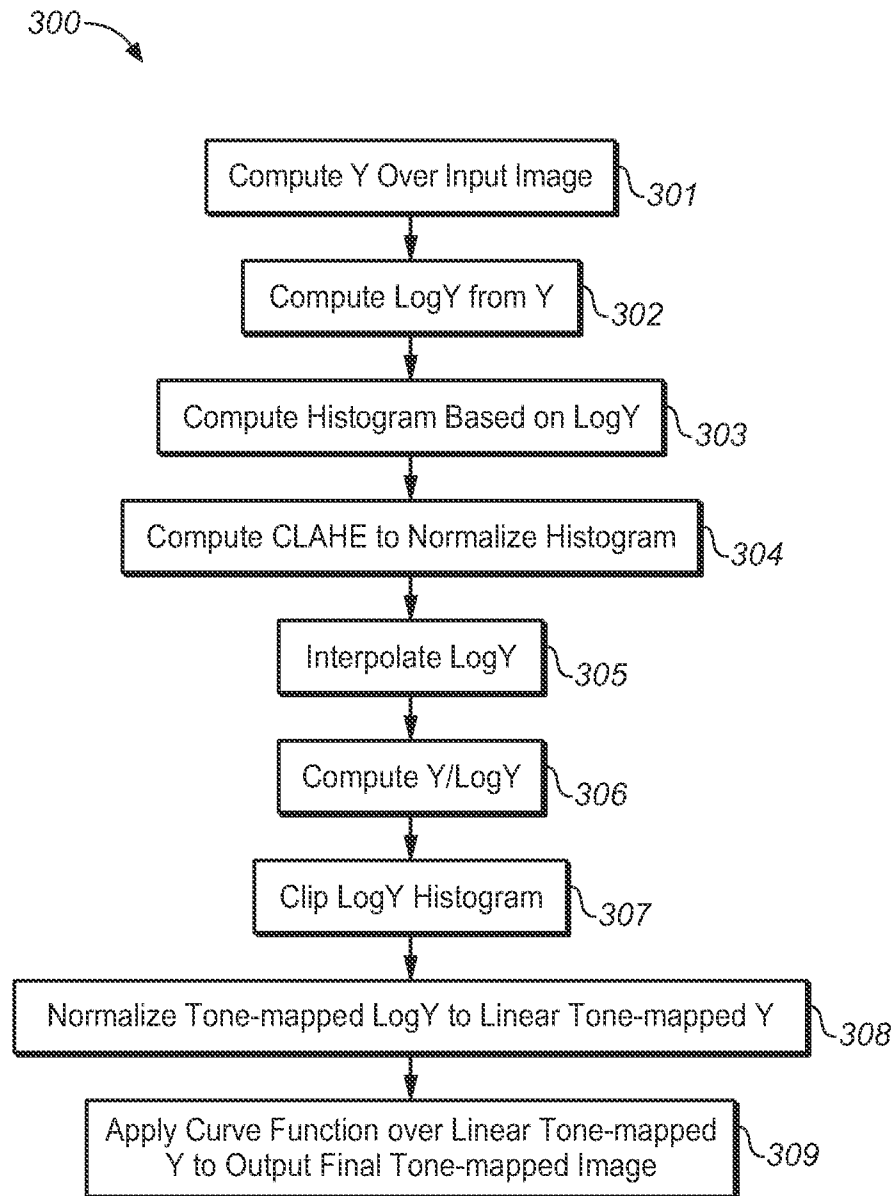 300
Compute Y Over Input Image
301
Compute LogY from Y
302
Compute Histogram Based on LogY
303
Compute CLAHE to Normalize Histogram
304
Interpolate LogY
305
Compute Y/LogY
306
Clip LogY Histogram
307
Normalize Tone-mapped LogY to Linear Tone-mapped Y
308
Apply Curve Function over Linear Tone-mapped
Y to Output Final Tone-mapped Image
309